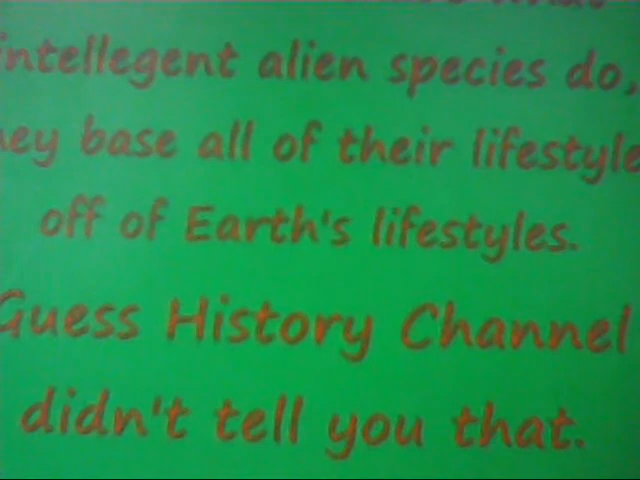 intellegent alien species do,
hey base all of their lifestyle
off of Earth's lifestyles.
Guess History Channel
didn't tell you that.